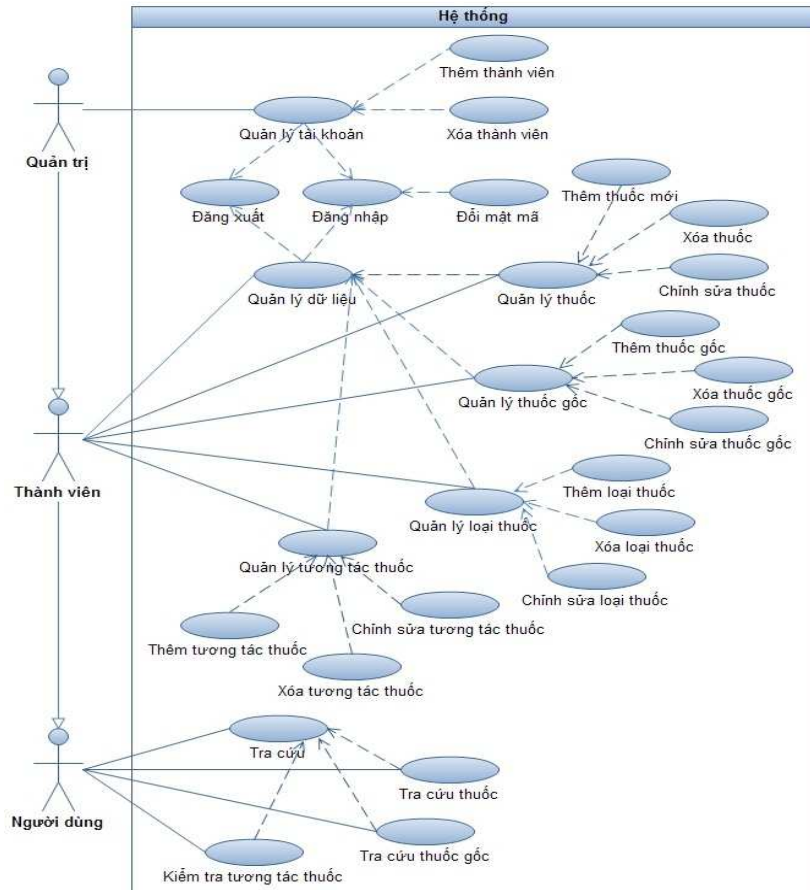 Hệ thống
Thêm thành viên
Quản lý tài khoản
Xóa thành viên
Quản trị
Thêm thuốc mới
Đăng xuất
Đăng nhập
Đổi mật mã
Xóa thuốc
Quản lý dữ liệu
Quản lý thuốc
Chỉnh sửa thuốc
Thêm thuốc gốc
Quản lý thuốc gốc
Xóa thuốc gốc
Chỉnh sửa thuốc gốc
Thành viên
Thêm loại thuốc
Quản lý loại thuốc
Xóa loại thuốc
Quản lý tương tác thuốc
Chỉnh sửa loại thuốc
Chỉnh sửa tương tác thuốc
Thêm tương tác thuốc
Xóa tương tác thuốc
Tra cứu
Tra cứu thuốc
Người dùng
Tra cứu thuốc gốc
Kiểm tra tương tác thuốc